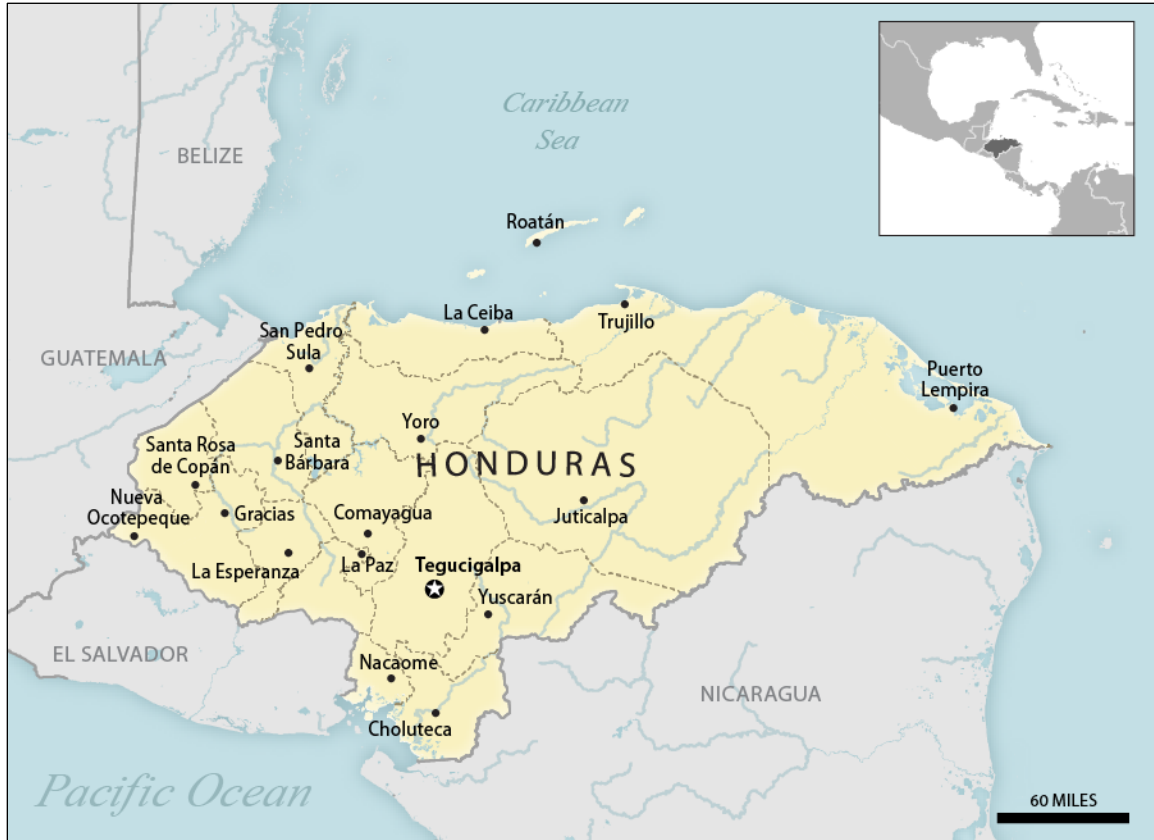 Caribbean
Sea
BELIZE
Roatán
La Ceiba
Trujillo
San Pedro
Sula
GUATEMALA
Puerto
Lempira
Yoro
Santa Rosa
de Copán
Santa
Bárbara
HONDURAS
Nueva
Ocotepeque
Gracias
Comayagua
Juticalpa
La Esperanza
La Paz
Tegucigalpa
Yuscarán
EL SALVADOR
Nacaome
NICARAGUA
Choluteca
Pacific Ocean
60 MILES